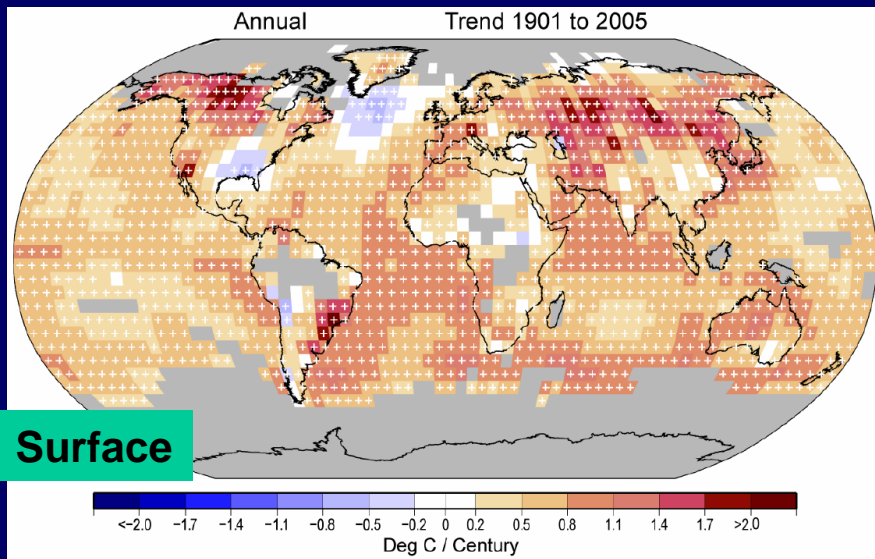 Annual Trend 1901 to 2005
Surface
<-2.0 -1.7 -1.4 -1.1 -0.8 -0.5 -0.2 0 0.2 0.5 0.8 1.1 1.4 1.7 >2.0
Deg C / Century